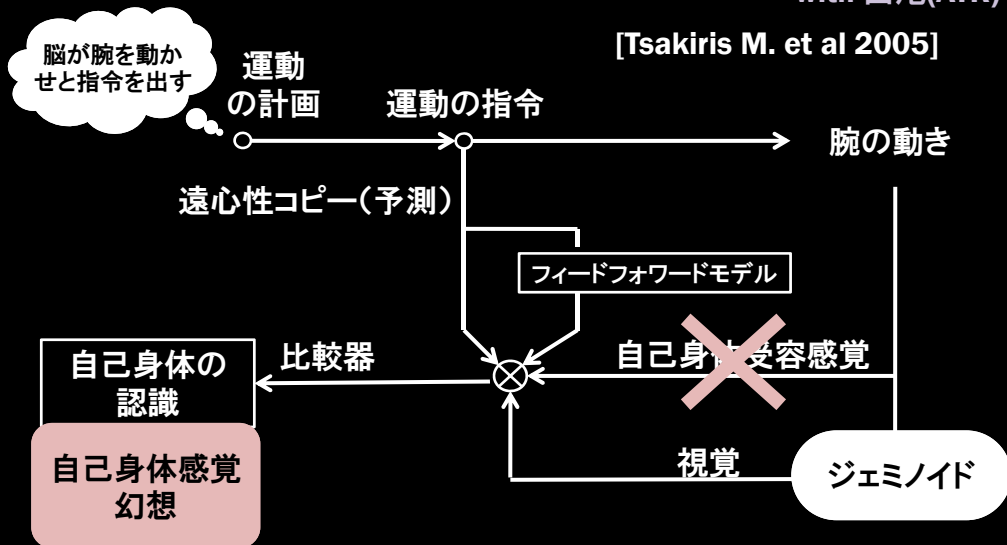 [Tsakiris M. et al 2005]
脳が腕を動か
せと指令を出す
運動
の計画
運動の指令
腕の動き
遠心性コピー(予測)
フィードフォワードモデル
自己身体の
認識
比較器
自己身体受容感覚
自己身体感覚
幻想
視覚
ジェミノイド